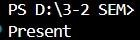 PS D:\3-2 SEM>
Present